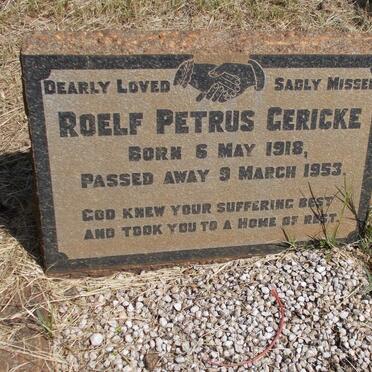 DEARLY LOVED SADLY MISSED
ROELF PETRUS GERICKE
BORN 6 MAY 1918,
PASSED AWAY 9 MARCH 1953.
GOD KNEW YOUR SUFFERING BEST
AND TOOK YOU TO A HOME OF REST.